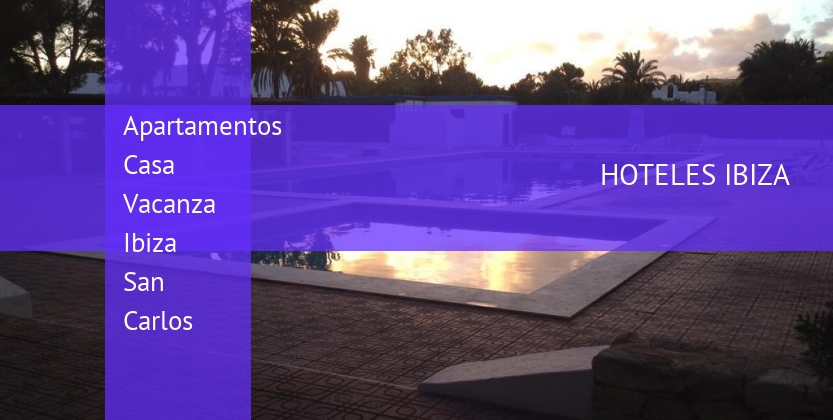 Apartamentos
Casa
Vacanza
Ibiza
San
Carlos
HOTELES IBIZA